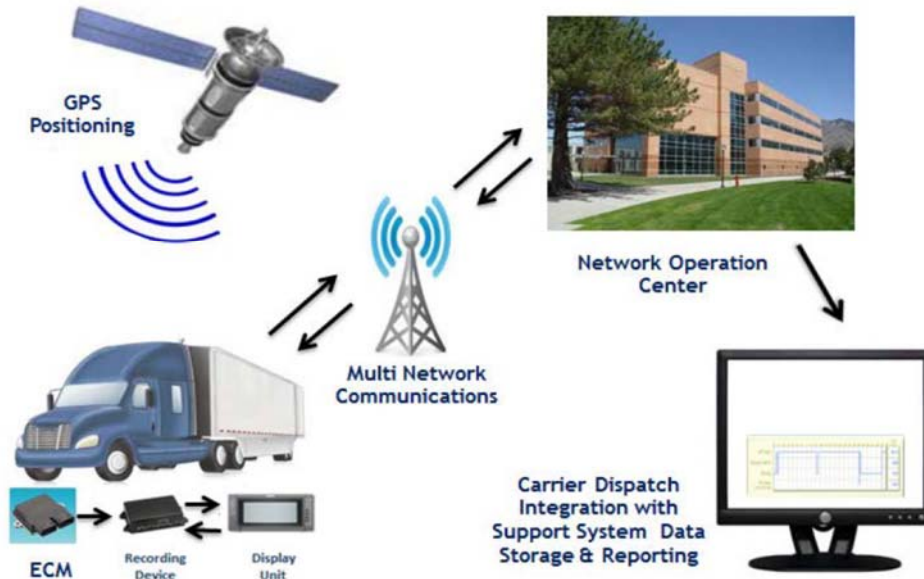 GPS
Positioning
Network Operation
Center
Multi Network
Communications
Carrier Dispatch
Integration with
Support System Data
Storage & Reporting
ECM
Recording
Device
Display
Unit